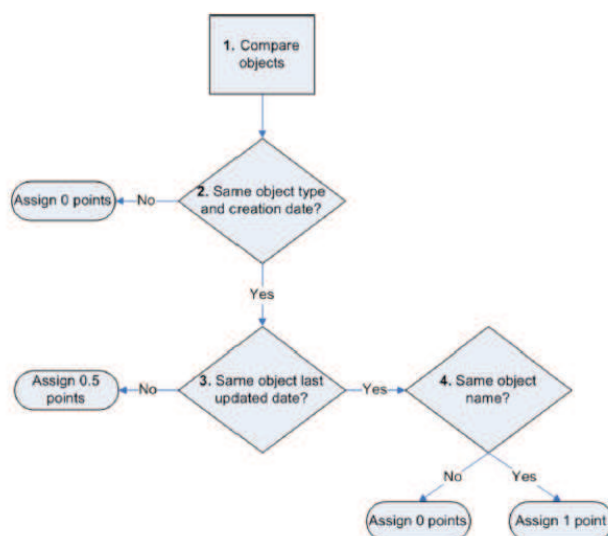 1. Compare
objects
2. Same object type
and creation date?
No
Assign 0 points
Yes
3. Same object last
updated date?
No
Assign 0.5
points
Yes
4. Same object
name?
No
Yes
Assign 0 points
Assign 1 point